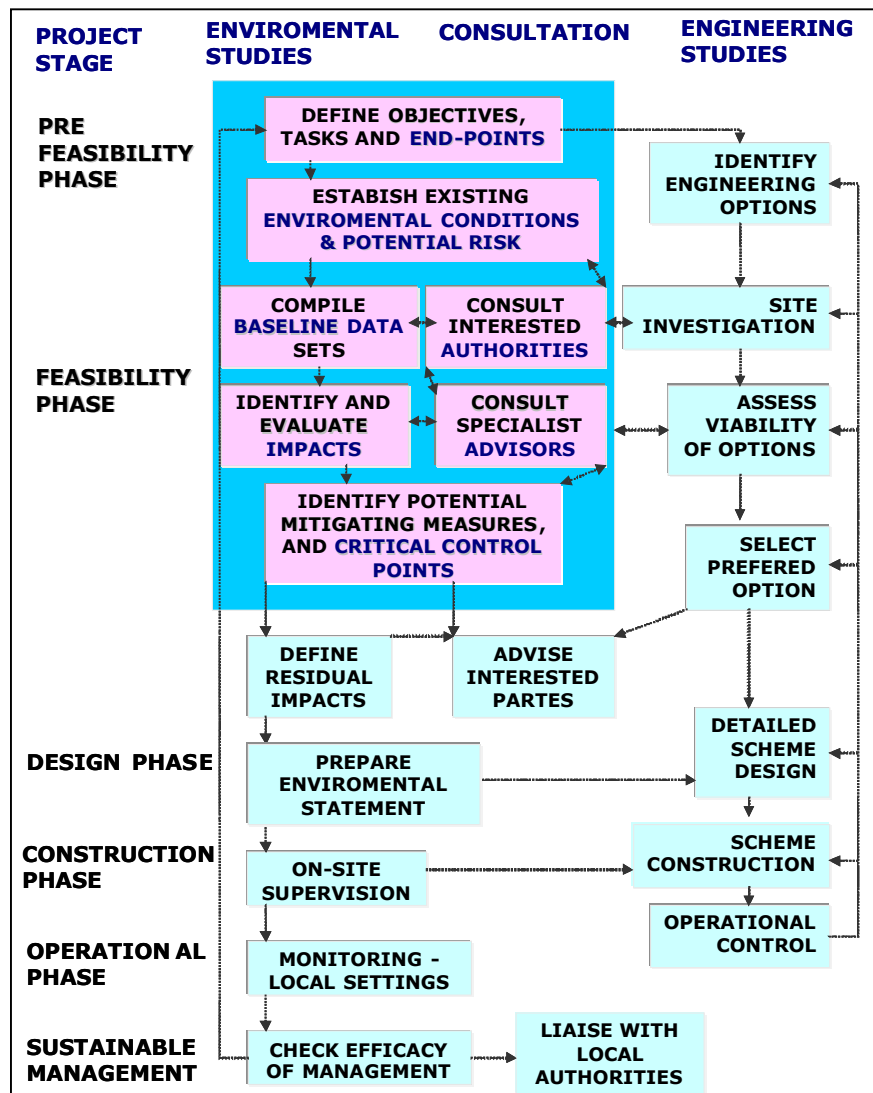 PROJECT
STAGE
ENVIROMENTAL
STUDIES
CONSULTATION
ENGINEERING
STUDIES
PRE
FEASIBILITY
PHASE
DEFINE OBJECTIVES,
TASKS AND END-POINTS
IDENTIFY
ENGINEERING
OPTIONS
ESTABISH EXISTING
ENVIROMENTAL CONDITIONS
& POTENTIAL RISK
COMPILE
BASELINE DATA
SETS
CONSULT
INTERESTED
AUTHORITIES
SITE
INVESTIGATION
FEASIBILITY
PHASE
IDENTIFY AND
EVALUATE
IMPACTS
CONSULT
SPECIALIST
ADVISORS
ASSESS
VIABILITY
OF OPTIONS
IDENTIFY POTENTIAL
MITIGATING MEASURES,
AND CRITICAL CONTROL
POINTS
SELECT
PREFERED
OPTION
DEFINE
RESIDUAL
IMPACTS
ADVISE
INTERESTED
PARTES
DESIGN PHASE
PREPARE
ENVIROMENTAL
STATEMENT
DETAILED
SCHEME
DESIGN
CONSTRUCTION
PHASE
ON-SITE
SUPERVISION
SCHEME
CONSTRUCTION
OPERATION AL
PHASE
MONITORING -
LOCAL SETTINGS
OPERATIONAL
CONTROL
SUSTAINABLE
MANAGEMENT
CHECK EFFICACY
OF MANAGEMENT
LIAISE WITH
LOCAL
AUTHORITIES